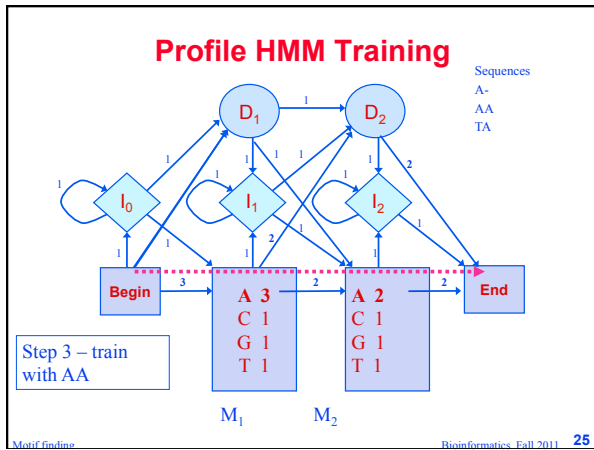 Profile HMM Training
Sequences
A-
AA
TA
D1
1
D2
1
1
1
1
1
1
2
1
1
1
I0
I1
I2
1
2
1
1
1
1
1
1
Begin
3
A 3
2
A 2
2
End
C 1
C 1
G 1
G 1
T 1
T 1
Step 3 – train
with AA
M1
M2
Motif finding
Bioinformatics, Fall 2011
25